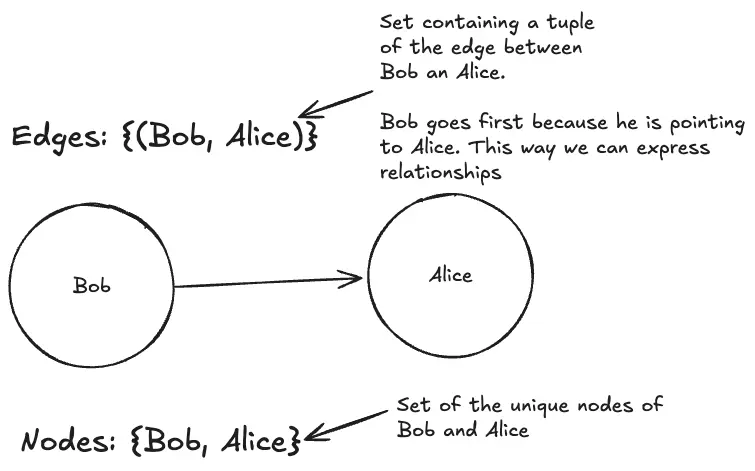 Set containing a tuple
of the edge between
Bob an Alice.
Edges: {(Bob, Alice)}
Bob goes first because he is pointing
to Alice. This way we can express
relationships
Bob
Alice
Set of the unique nodes of
Bob and Alice
Nodes: {Bob, Alice}